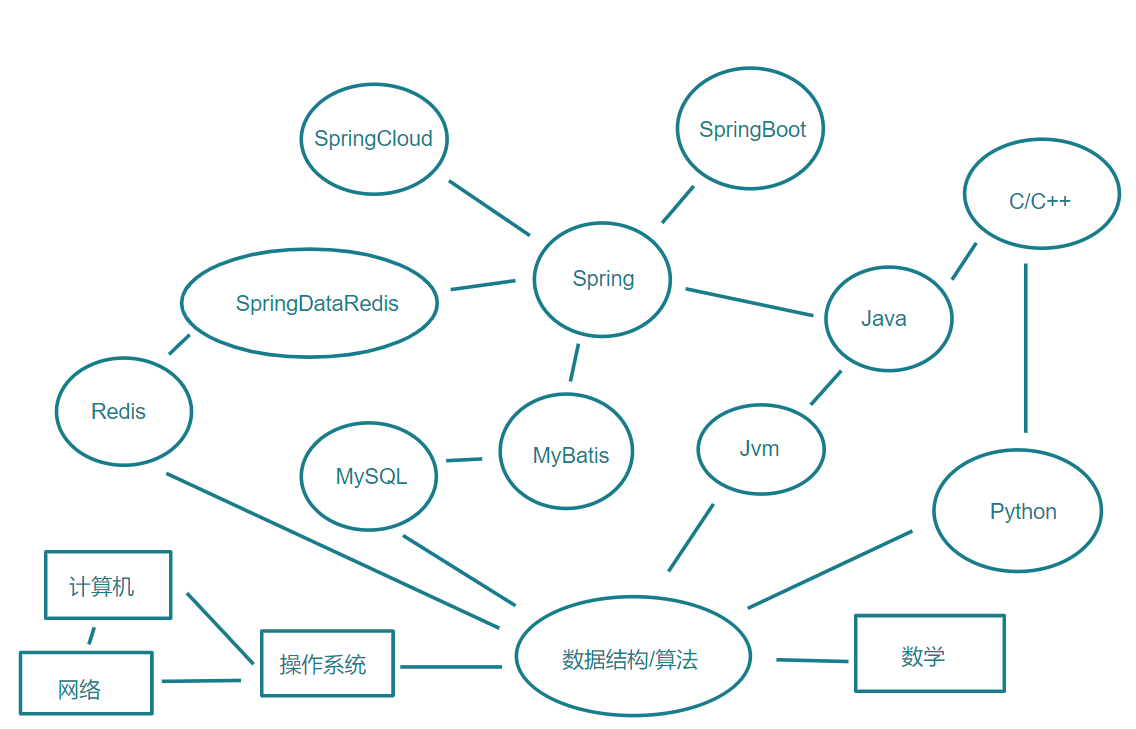 SpringCloud
SpringBoot
C/C++
Spring
SpringDataRedis
Java
Redis
MySQL
MyBatis
Jvm
Python
计算机
网络
操作系统
数据结构/算法
数学